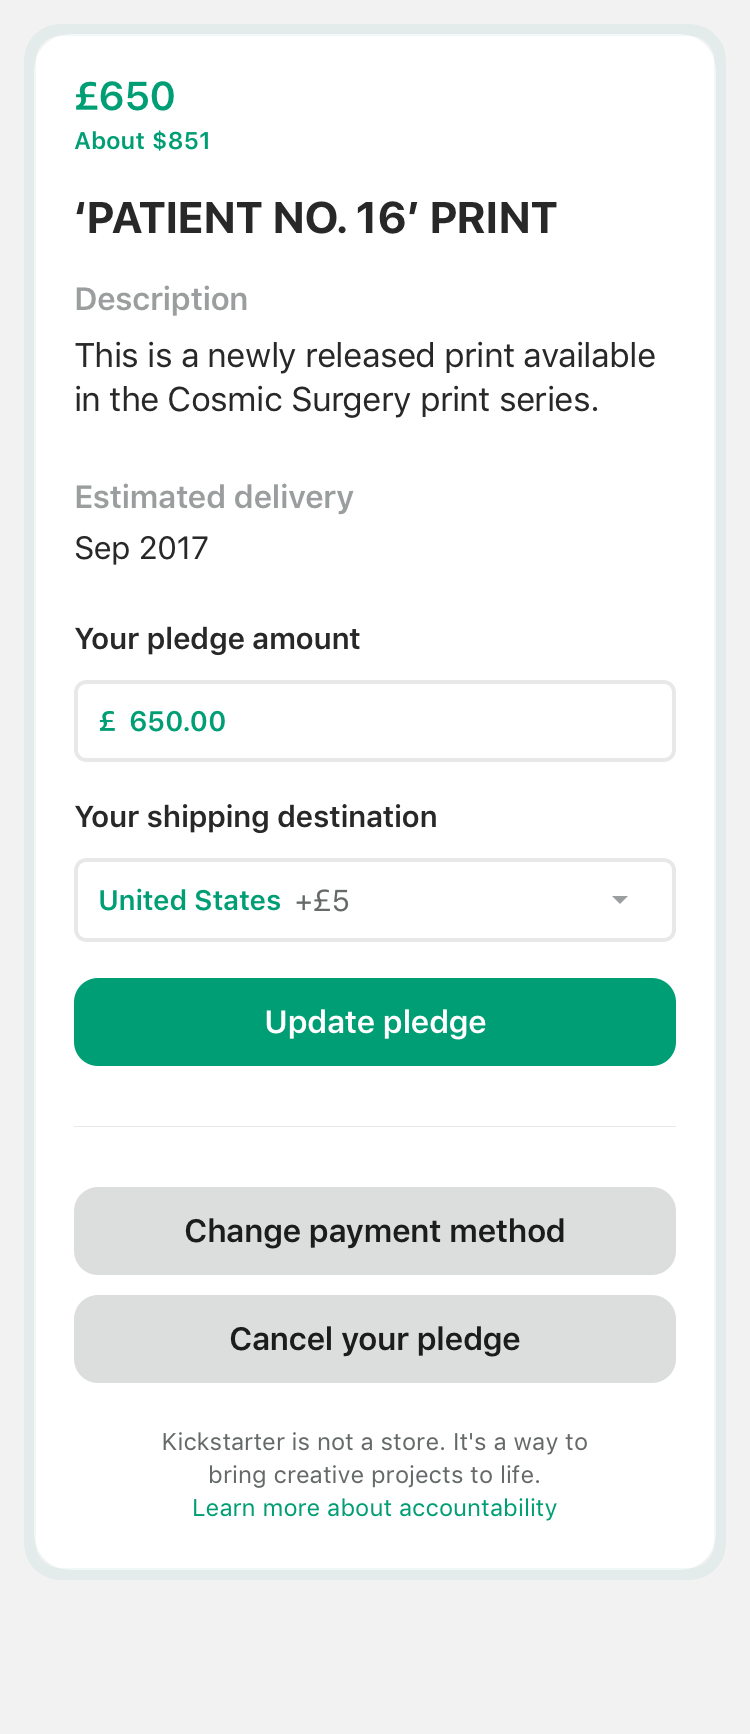 £650
About $851
‘PATIENT NO. 16’ PRINT
Description
This is a newly released print available
in the Cosmic Surgery print series.
Estimated delivery
Sep 2017
Your pledge amount
£ 650.00
Your shipping destination
United States +£5
Update pledge
Change payment method
Cancel your pledge
Kickstarter is not a store. It's a way to
bring creative projects to life.
Learn more about accountability